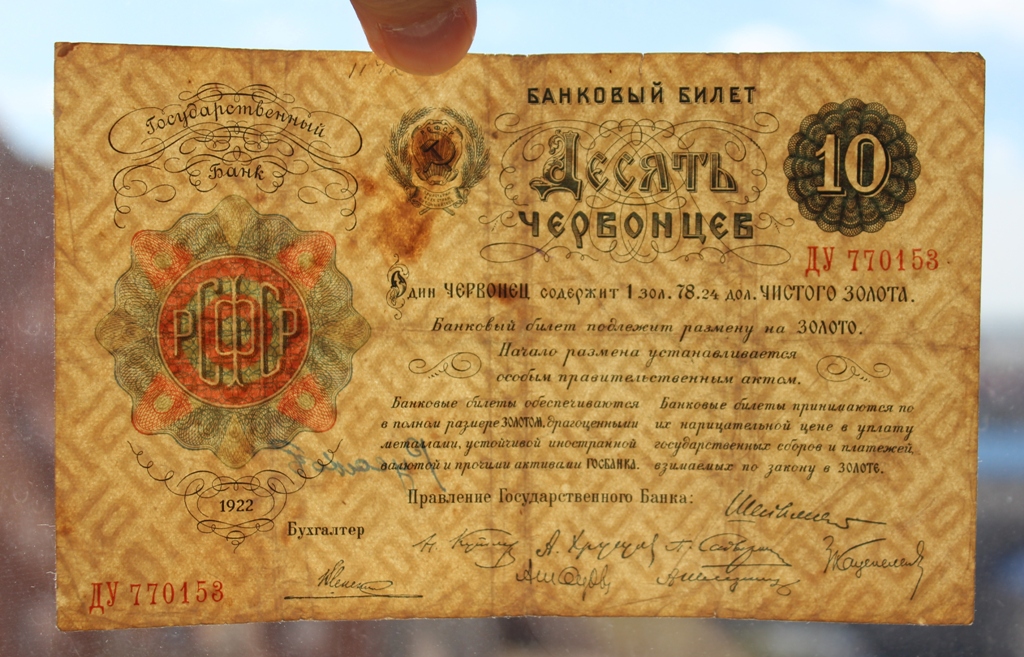 БАНКОВЫЙ БИЛЕТ
Государственный
Банк
ДЕСЯТЬ
ЧЕРВОНЦЕВ
10
ДУ 770153
РСФСР
Один ЧЕРВОНЕЦ содержит 1 зол. 78.24 дол. ЧИСТОГО ЗОЛОТА.
Банковый билет подлежит размену на ЗОЛОТО.
Начало размена устанавливается
особым правительственным актом.
Банковые билеты обеспечиваются
в полном размере ЗОЛОТОМ, драгоценными
металлами, устойчивой иностранной
валютой и прочими активами ГОСБАНКА.
Банковые билеты принимаются по
их нарицательной цене в уплату
государственных сборов и платежей,
взимаемых по закону в ЗОЛОТЕ.
Правление Государственного Банка:
1922
Бухгалтер
ДУ 770153